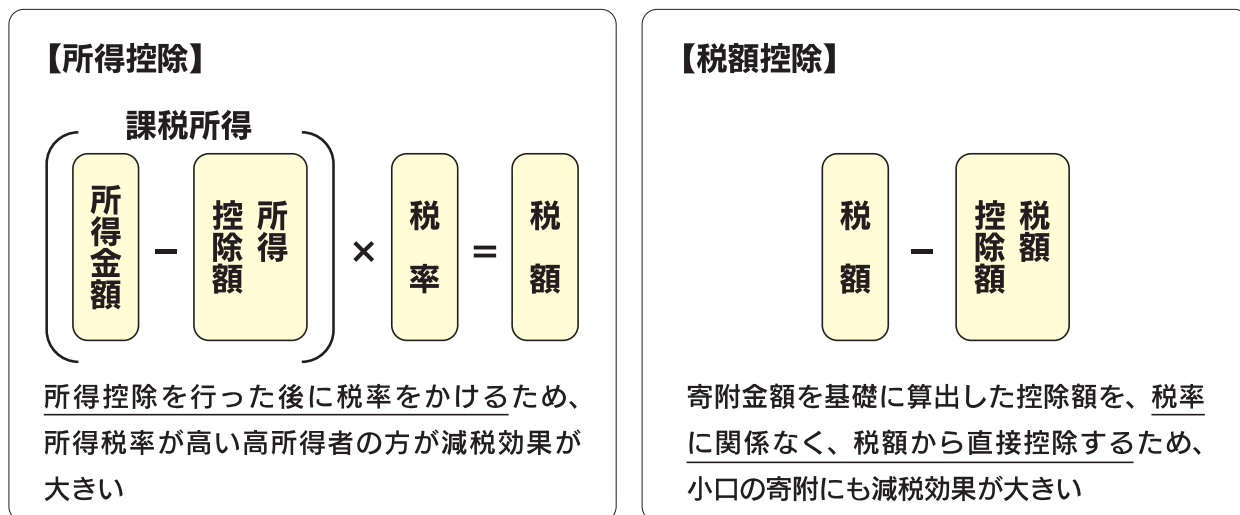 【所得控除】
課税所得
所得金額
−
所得
控除額
×
税率
=
税額
所得控除を行った後に税率をかけるため、
所得税率が高い高所得者の方が減税効果が
大きい
【税額控除】
税額
−
税額
控除額
寄附金額を基礎に算出した控除額を、税率
に関係なく、税額から直接控除するため、
小口の寄附にも減税効果が大きい